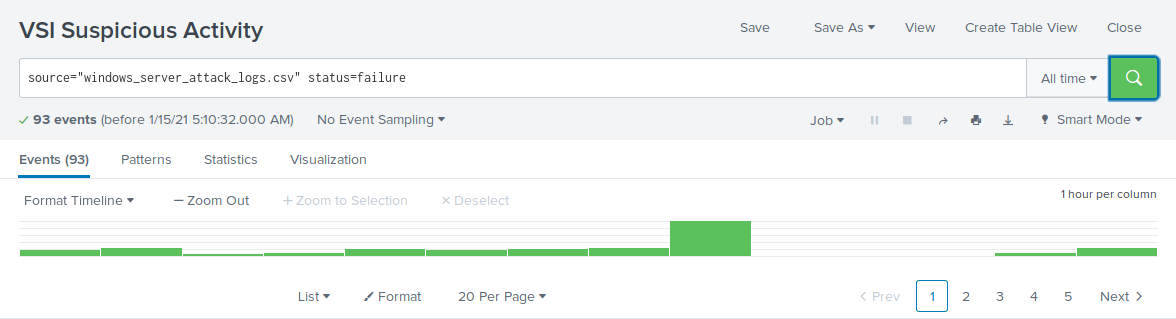 VSI Suspicious Activity
Save Save As View Create Table View Close
source="windows_server_attack_logs.csv" status=failure
All time
93 events (before 1/15/21 5:10:32.000 AM) No Event Sampling
Job Smart Mode
Events (93) Patterns Statistics Visualization
Format Timeline — Zoom Out + Zoom to Selection × Deselect
1 hour per column
List Format 20 Per Page
< Prev 1 2 3 4 5 Next >